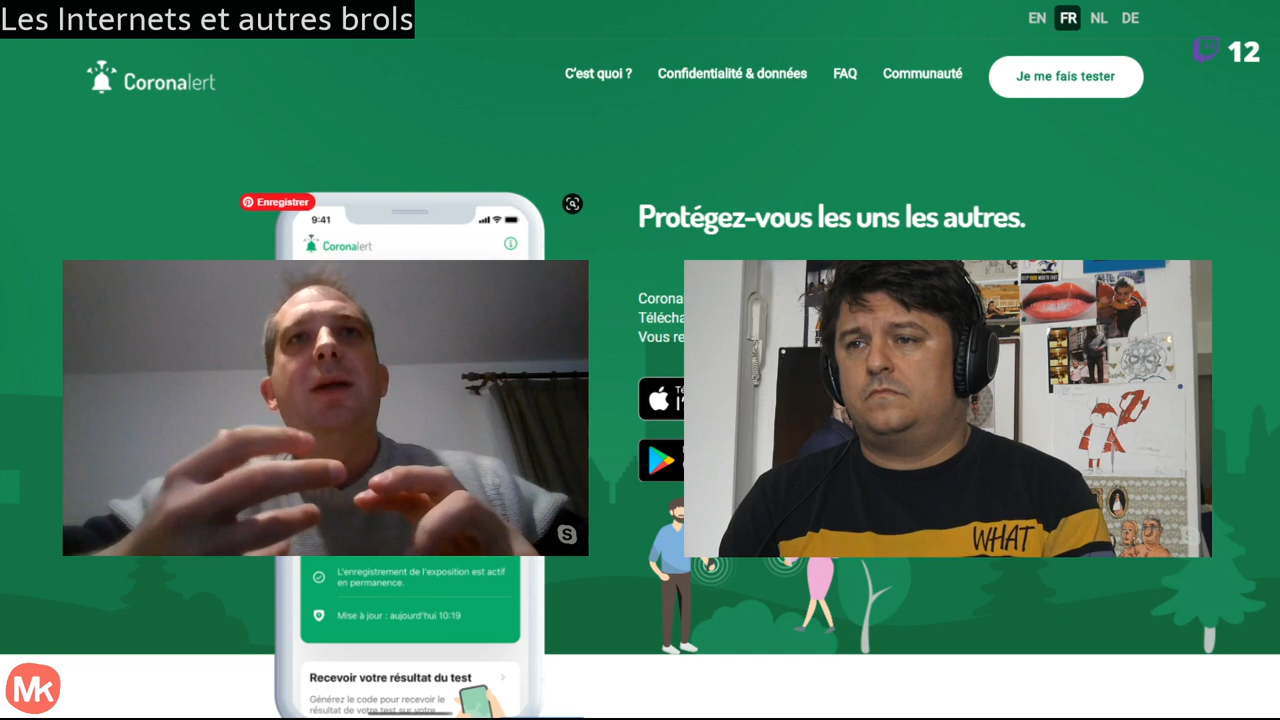 Les Internets et autres brols
EN FR NL DE
12
Coronalert
C'est quoi ?
Confidentialité & données
FAQ
Communauté
Je me fais tester
Enregistrer
9:41
Coronalert
Protégez-vous les uns les autres.
Corona
Télécha
Vous re
WHAT
L'enregistrement de l'exposition est actif
en permanence.
Mise à jour : aujourd'hui 10:19
Recevoir votre résultat du test
Générez le code pour recevoir le
résultat de votre test sur votre
Mk